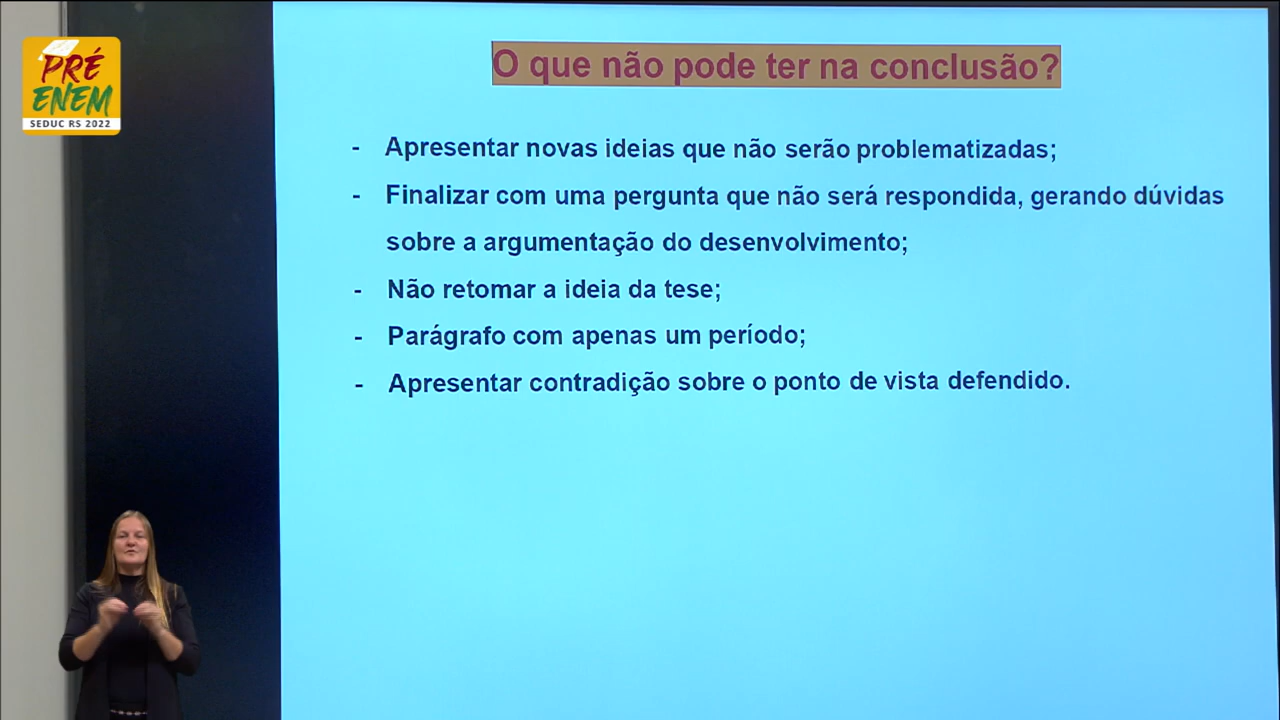 PRÉ
ENEM
SEDUC RS 2022
O que não pode ter na conclusão?
- Apresentar novas ideias que não serão problematizadas;
- Finalizar com uma pergunta que não será respondida, gerando dúvidas
sobre a argumentação do desenvolvimento;
- Não retomar a ideia da tese;
- Parágrafo com apenas um período;
- Apresentar contradição sobre o ponto de vista defendido.